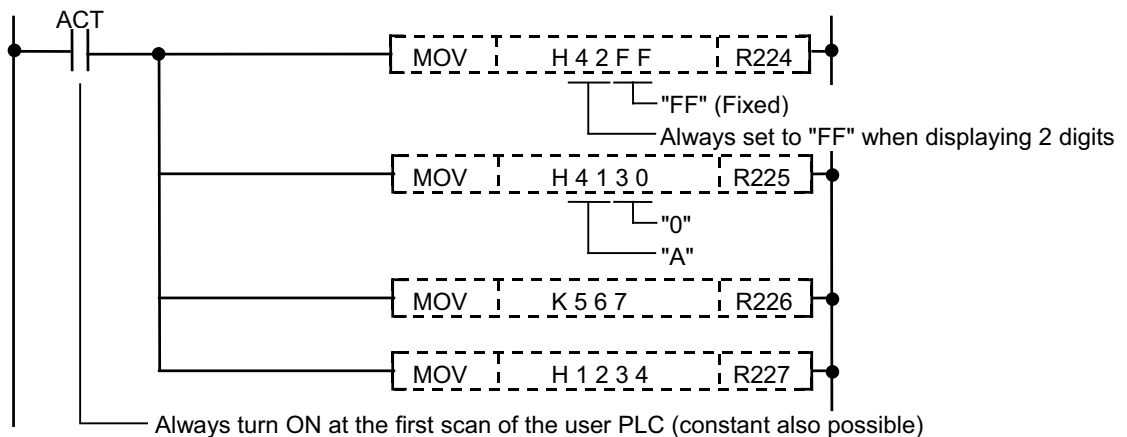 ACT
MOV H 4 2 F F R224
"FF" (Fixed)
Always set to "FF" when displaying 2 digits
MOV H 4 1 3 0 R225
"0"
"A"
MOV K 5 6 7 R226
MOV H 1 2 3 4 R227
Always turn ON at the first scan of the user PLC (constant also possible)